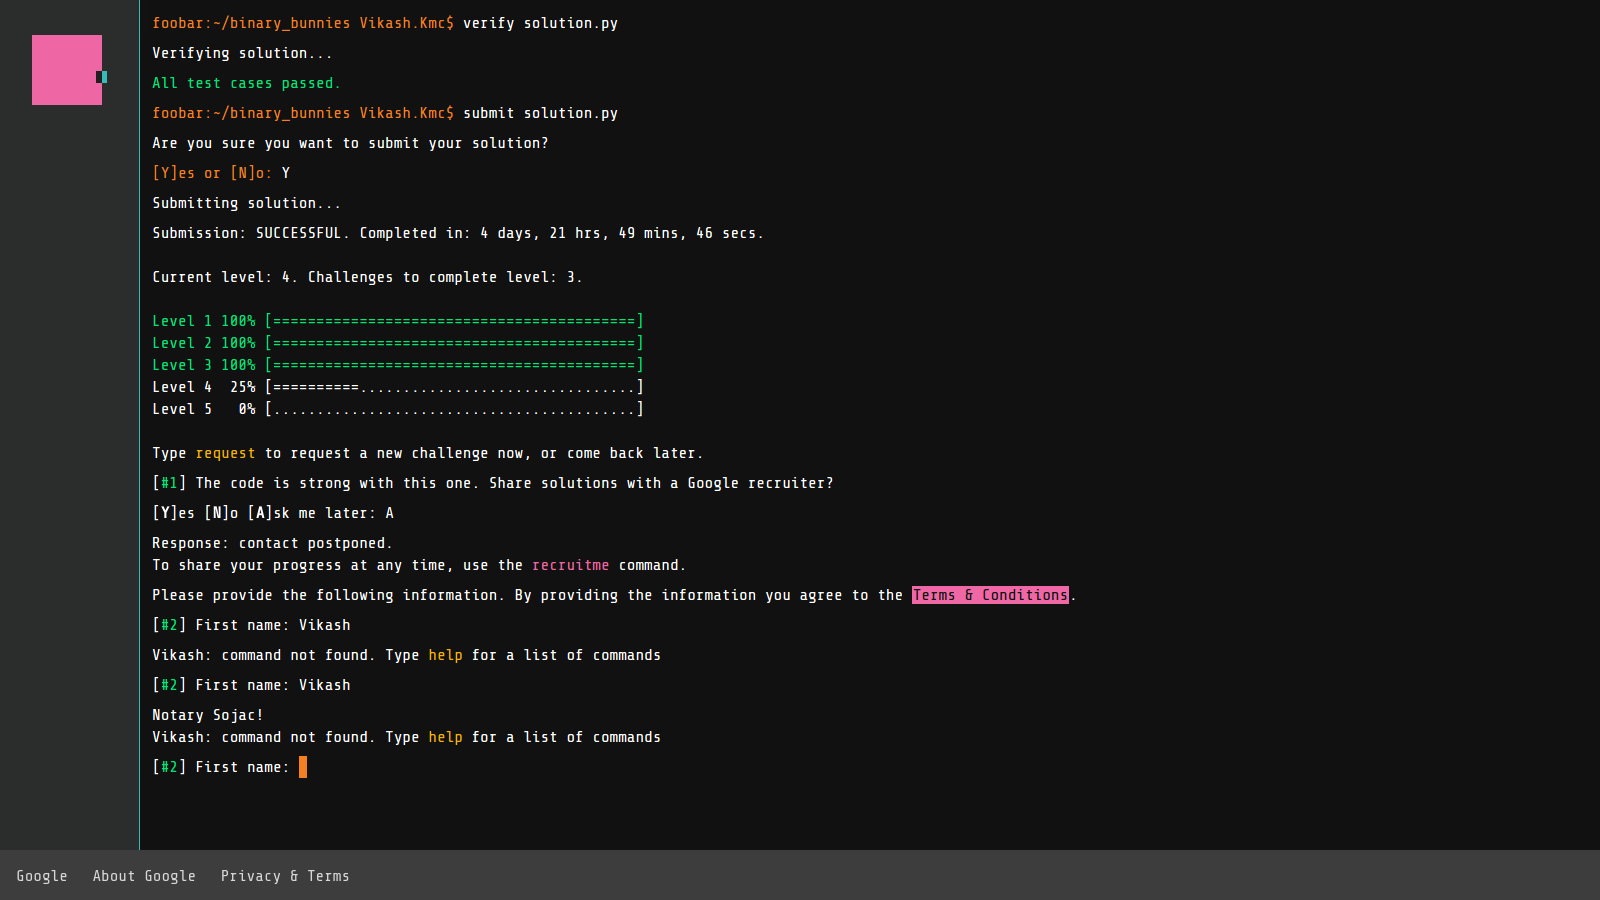 foobar:~/binary_bunnies Vikash.Kmc$ verify solution.py
Verifying solution...
All test cases passed.
foobar:~/binary_bunnies Vikash.Kmc$ submit solution.py
Are you sure you want to submit your solution?
[Y]es or [N]o: Y
Submitting solution...
Submission: SUCCESSFUL. Completed in: 4 days, 21 hrs, 49 mins, 46 secs.
Current level: 4. Challenges to complete level: 3.
Level 1 100% [==========================================]
Level 2 100% [==========================================]
Level 3 100% [==========================================]
Level 4  25% [==========................................]
Level 5   0% [..........................................]
Type request to request a new challenge now, or come back later.
[#1] The code is strong with this one. Share solutions with a Google recruiter?
[Y]es [N]o [A]sk me later: A
Response: contact postponed.
To share your progress at any time, use the recruitme command.
Please provide the following information. By providing the information you agree to the Terms & Conditions.
[#2] First name: Vikash
Vikash: command not found. Type help for a list of commands
[#2] First name: Vikash
Notary Sojac!
Vikash: command not found. Type help for a list of commands
[#2] First name:
Google About Google Privacy & Terms